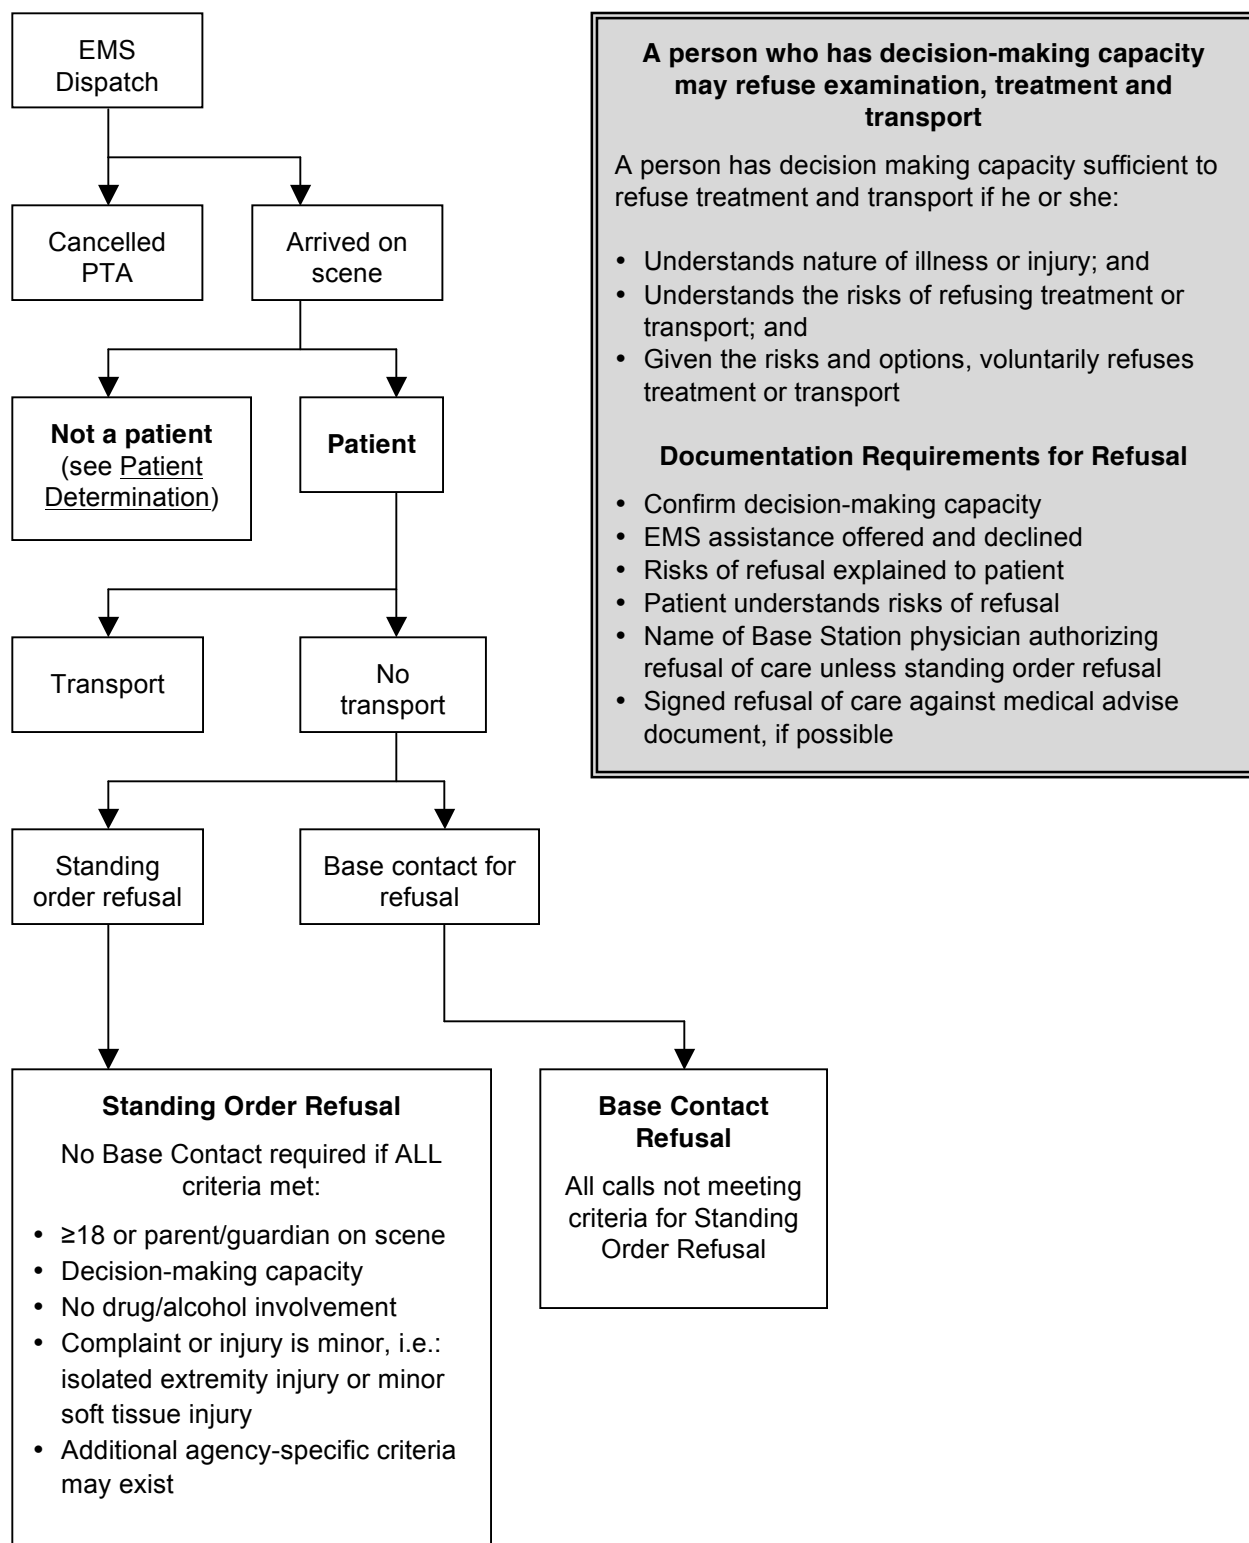 EMS
Dispatch
Cancelled
PTA
Arrived on
scene
Not a patient
(see Patient
Determination)
Patient
Transport
No
transport
Standing
order refusal
Base contact for
refusal
Standing Order Refusal
No Base Contact required if ALL
criteria met:
• ≥18 or parent/guardian on scene
• Decision-making capacity
• No drug/alcohol involvement
• Complaint or injury is minor, i.e.:
isolated extremity injury or minor
soft tissue injury
• Additional agency-specific criteria
may exist
Base Contact
Refusal
All calls not meeting
criteria for Standing
Order Refusal
A person who has decision-making capacity
may refuse examination, treatment and
transport
A person has decision making capacity sufficient to
refuse treatment and transport if he or she:
• Understands nature of illness or injury; and
• Understands the risks of refusing treatment or
transport; and
• Given the risks and options, voluntarily refuses
treatment or transport
Documentation Requirements for Refusal
• Confirm decision-making capacity
• EMS assistance offered and declined
• Risks of refusal explained to patient
• Patient understands risks of refusal
• Name of Base Station physician authorizing
refusal of care unless standing order refusal
• Signed refusal of care against medical advise
document, if possible